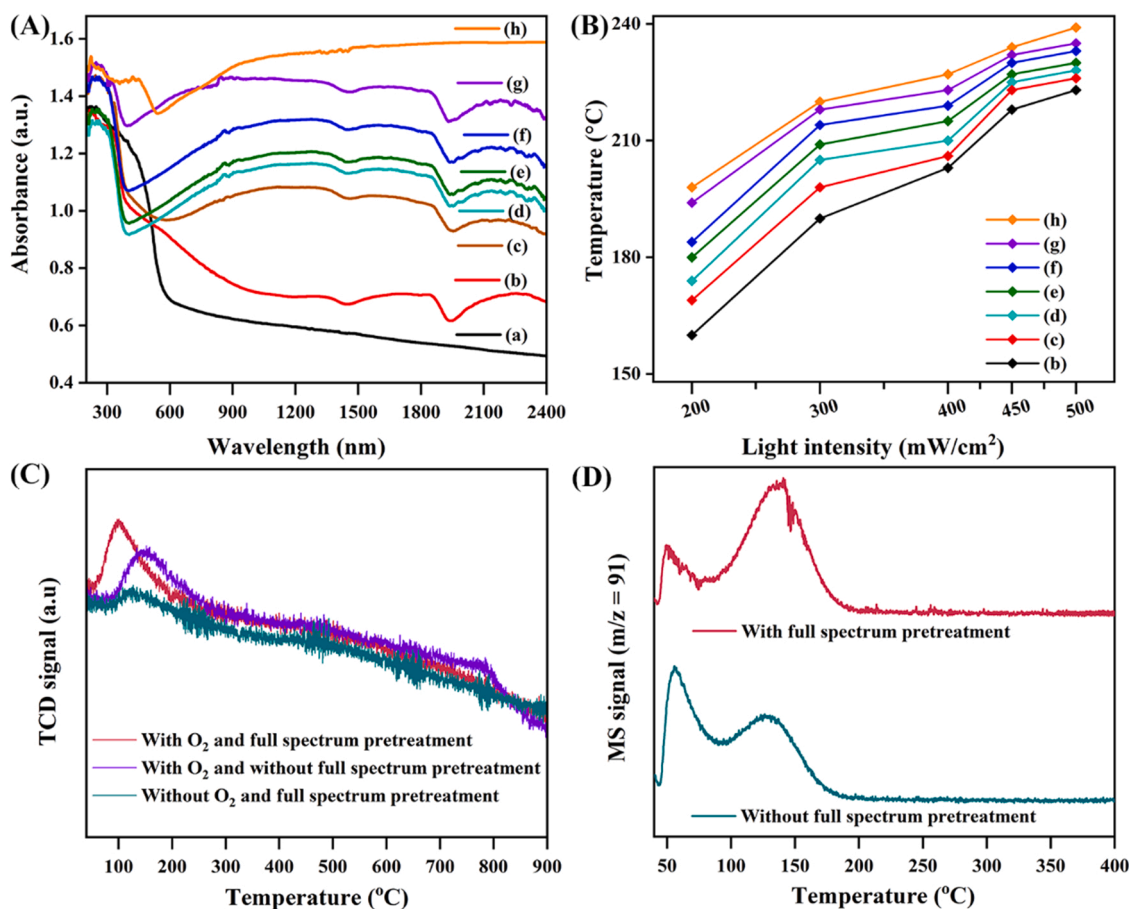 (A)
1.6
1.4
1.2
1.0
0.8
0.6
0.4
Absorbance (a.u.)
(h)
(g)
(f)
(e)
(d)
(c)
(b)
(a)
300 600 900 1200 1500 1800 2100 2400
Wavelength (nm)
(B)
240
210
180
150
Temperature (°C)
(h)
(g)
(f)
(e)
(d)
(c)
(b)
200 300 400 450 500
Light intensity (mW/cm²)
(C)
TCD signal (a.u)
With O₂ and full spectrum pretreatment
With O₂ and without full spectrum pretreatment
Without O₂ and full spectrum pretreatment
100 200 300 400 500 600 700 800 900
Temperature (°C)
(D)
MS signal (m/z = 91)
With full spectrum pretreatment
Without full spectrum pretreatment
50 100 150 200 250 300 350 400
Temperature (°C)